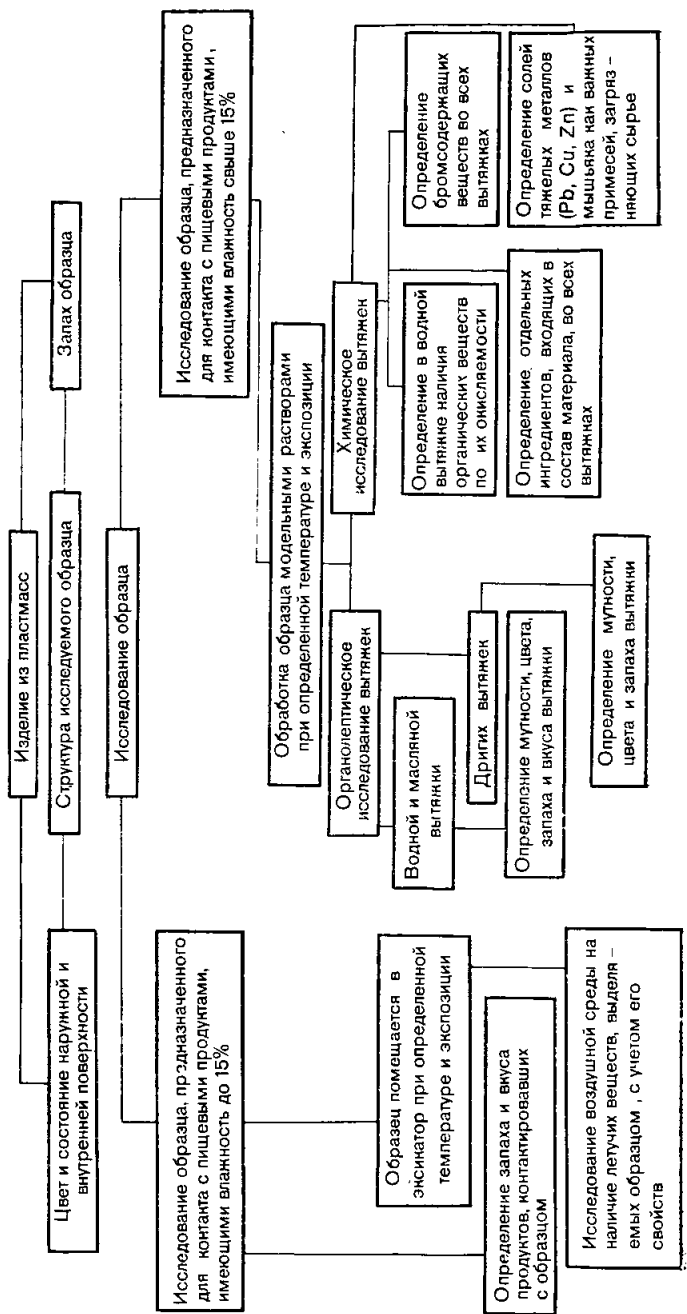 Изделие из пластмасс
Цвет и состояние наружной и
внутренней поверхности
Структура исследуемого образца
Запах образца
Исследование образца
Исследование образца, предназначенного
для контакта с пищевыми продуктами,
имеющими влажность до 15%
Исследование образца, предназначенного
для контакта с пищевыми продуктами,
имеющими влажность свыше 15%
Образец помещается в
эксикатор при определенной
температуре и экспозиции
Определение запаха и вкуса
продуктов, контактировавших
с образцом
Исследование воздушной среды на
наличие летучих веществ, выделя –
емых образцом , с учетом его
свойств
Обработка образца модельными растворами
при определенной температуре и экспозиции
Органолептическое
исследование вытяжек
Химическое
исследование вытяжек
Водной и масляной
вытяжки
Других вытяжек
Определение мутности, цвета,
запаха и вкуса вытяжки
Определение мутности,
цвета и запаха вытяжки
Определение в водной
вытяжке наличия
органических веществ
по их окисляемости
Определение
бромсодержащих
веществ во всех
вытяжках
Определение отдельных
ингредиентов, входящих в
состав материала, во всех
вытяжках
Определение солей
тяжелых металлов
(Pb, Cu, Zn) и
мышьяка как важных
примесей, загряз –
няющих сырье